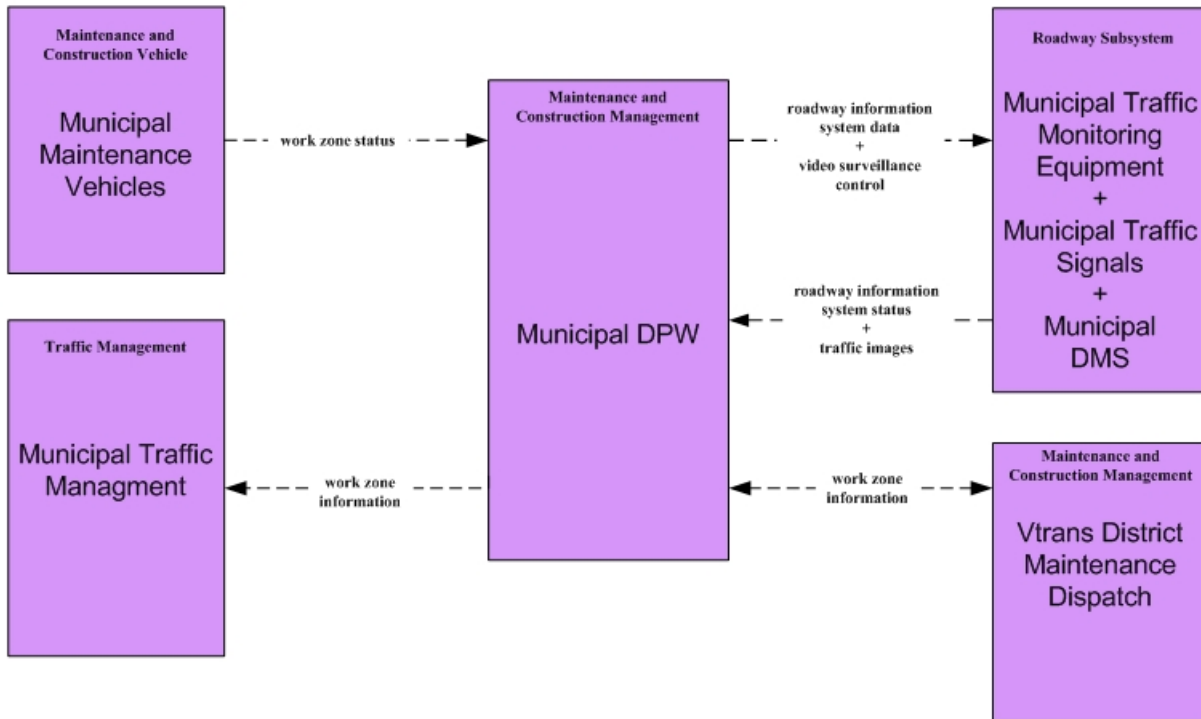 Maintenance and
Construction Vehicle
Municipal
Maintenance
Vehicles
work zone status
Maintenance and
Construction Management
Municipal DPW
roadway information
system data
+
video surveillance
control
Roadway Subsystem
Municipal Traffic
Monitoring
Equipment
+
Municipal Traffic
Signals
+
Municipal
DMS
roadway information
system status
+
traffic images
Traffic Management
Municipal Traffic
Managment
work zone
information
work zone
information
Maintenance and
Construction Management
Vtrans District
Maintenance
Dispatch